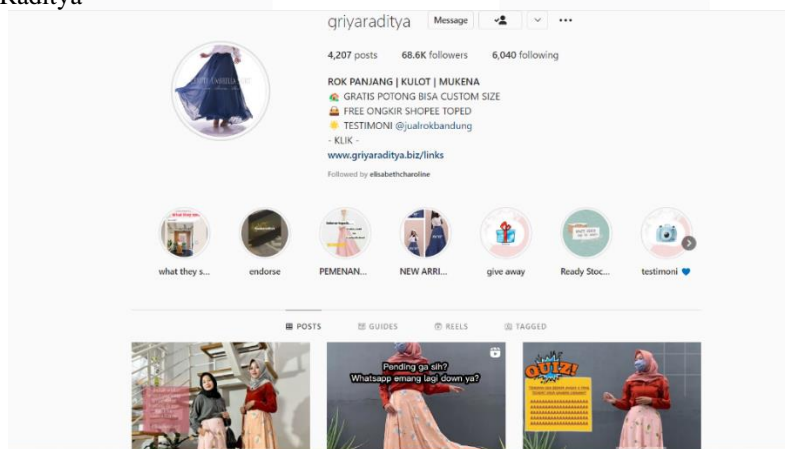 Raditya
griyaraditya Message
4,207 posts 68.6K followers 6,040 following
ROK PANJANG | KULOT | MUKENA
GRATIS POTONG BISA CUSTOM SIZE
FREE ONGKIR SHOPEE TOPED
TESTIMONI @jualrokbandung
- KLIK -
www.griyaraditya.biz/links
Followed by elisabethcharoline
what they s... endorse PEMENAN... NEW ARRI... give away Ready Stoc... testimoni
POSTS GUIDES REELS TAGGED
Pending ga sih?
Whatsapp emang lagi down ya?
QUIZ!